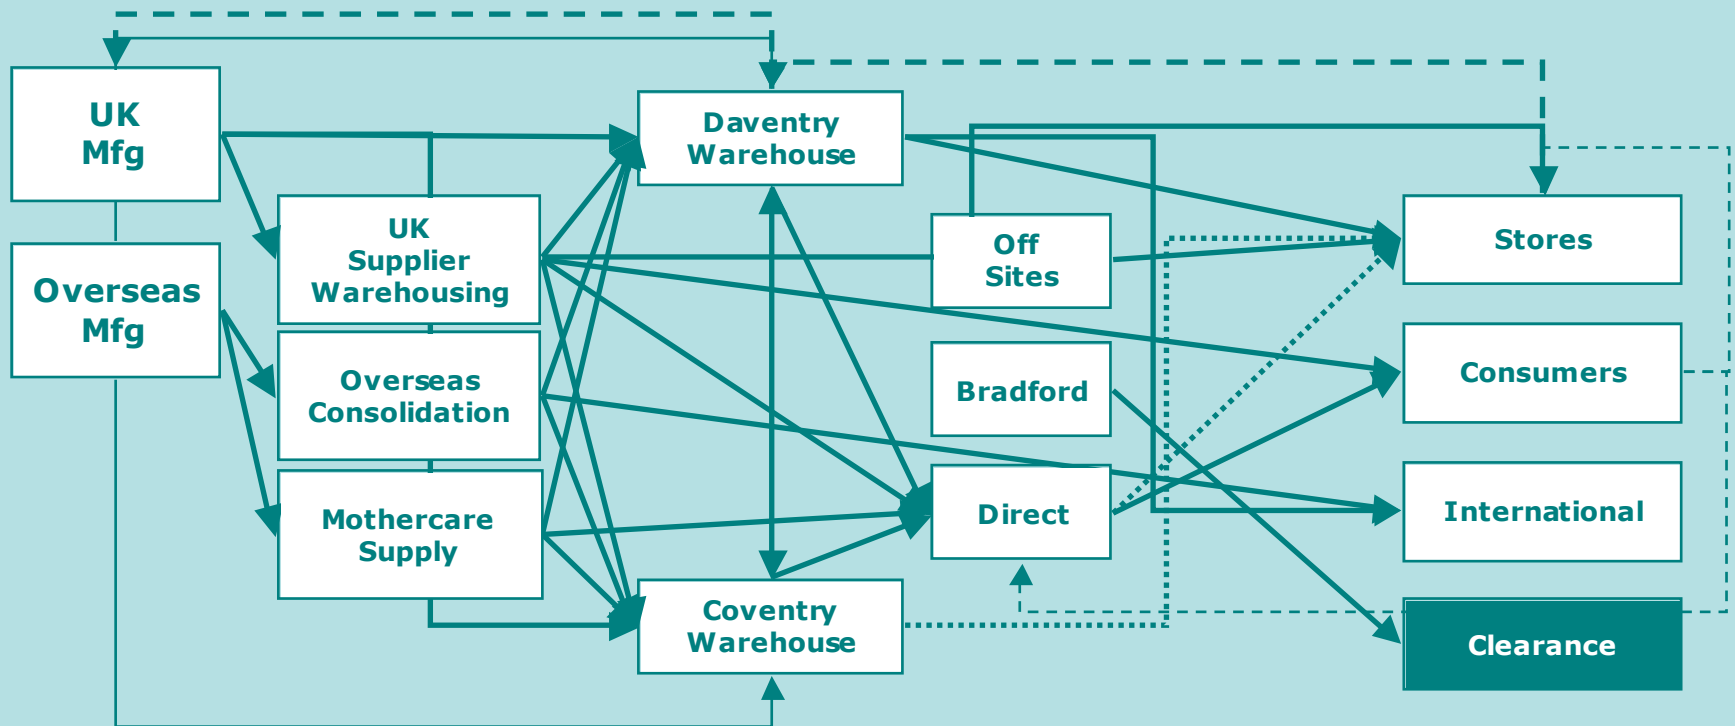 UK
Mfg
Overseas
Mfg
UK
Supplier
Warehousing
Overseas
Consolidation
Mothercare
Supply
Daventry
Warehouse
Coventry
Warehouse
Off
Sites
Bradford
Direct
Stores
Consumers
International
Clearance